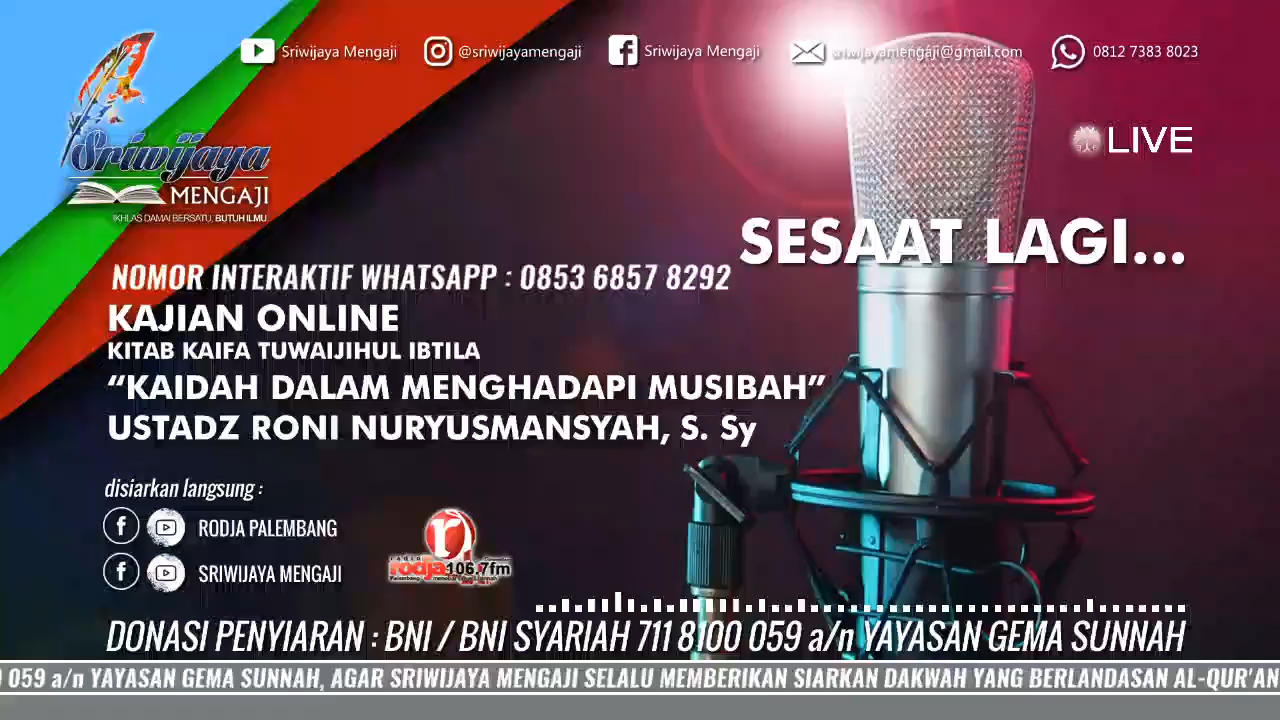 Sriwijaya Mengaji
@sriwijayamengaji
Sriwijaya Mengaji
sriwijayamengaji@gmail.com
0812 7383 8023
Sriwijaya
MENGAJI
IKHLAS DAMAI BERSATU, BUTUH ILMU
LIVE
SESAAT LAGI...
NOMOR INTERAKTIF WHATSAPP : 0853 6857 8292
KAJIAN ONLINE
KITAB KAIFA TUWAIJIHUL IBTILA
“KAIDAH DALAM MENGHADAPI MUSIBAH”
USTADZ RONI NURYUSMANSYAH, S. Sy
disiarkan langsung :
RODJA PALEMBANG
SRIWIJAYA MENGAJI
radio
rodja 106.7fm
Palembang
DONASI PENYIARAN : BNI / BNI SYARIAH 711 8100 059 a/n YAYASAN GEMA SUNNAH
059 a/n YAYASAN GEMA SUNNAH, AGAR SRIWIJAYA MENGAJI SELALU MEMBERIKAN SIARKAN DAKWAH YANG BERLANDASAN AL-QUR'AN